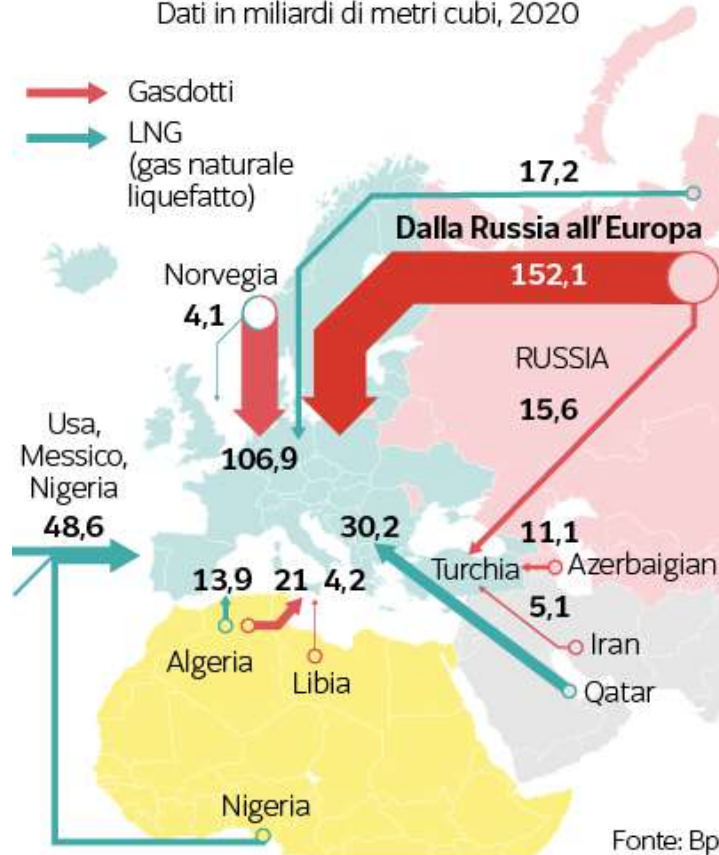 Dati in miliardi di metri cubi, 2020
Gasdotti
LNG
(gas naturale
liquefatto)
17,2
Dalla Russia all'Europa
152,1
Norvegia
4,1
RUSSIA
15,6
Usa,
Messico,
Nigeria
48,6
106,9
30,2
11,1
Turchia
Azerbaigian
13,9
21
4,2
5,1
Algeria
Libia
Iran
Qatar
Nigeria
Fonte: Bp